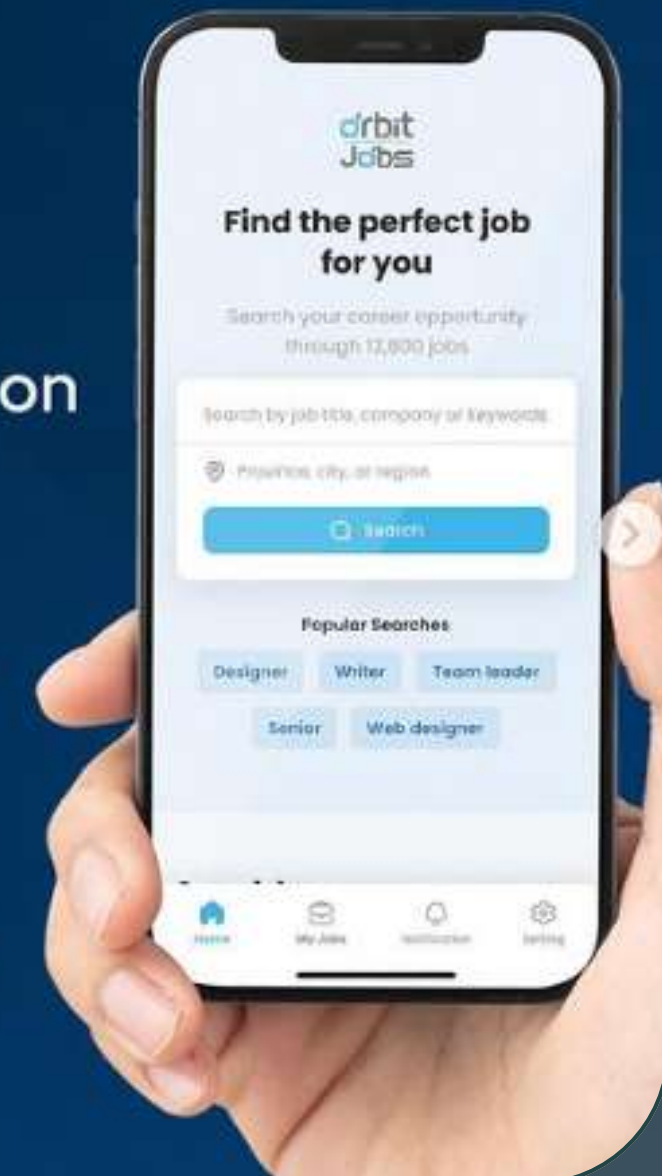 on
orbit
Jobs
Find the perfect job
for you
Search your career opportunity
through 12,800 jobs
Search by job title, company or keywords
Province, city, or region
Search
Popular Searches
Designer Writer Team leader
Senior Web designer
Home My Jobs Notification Setting